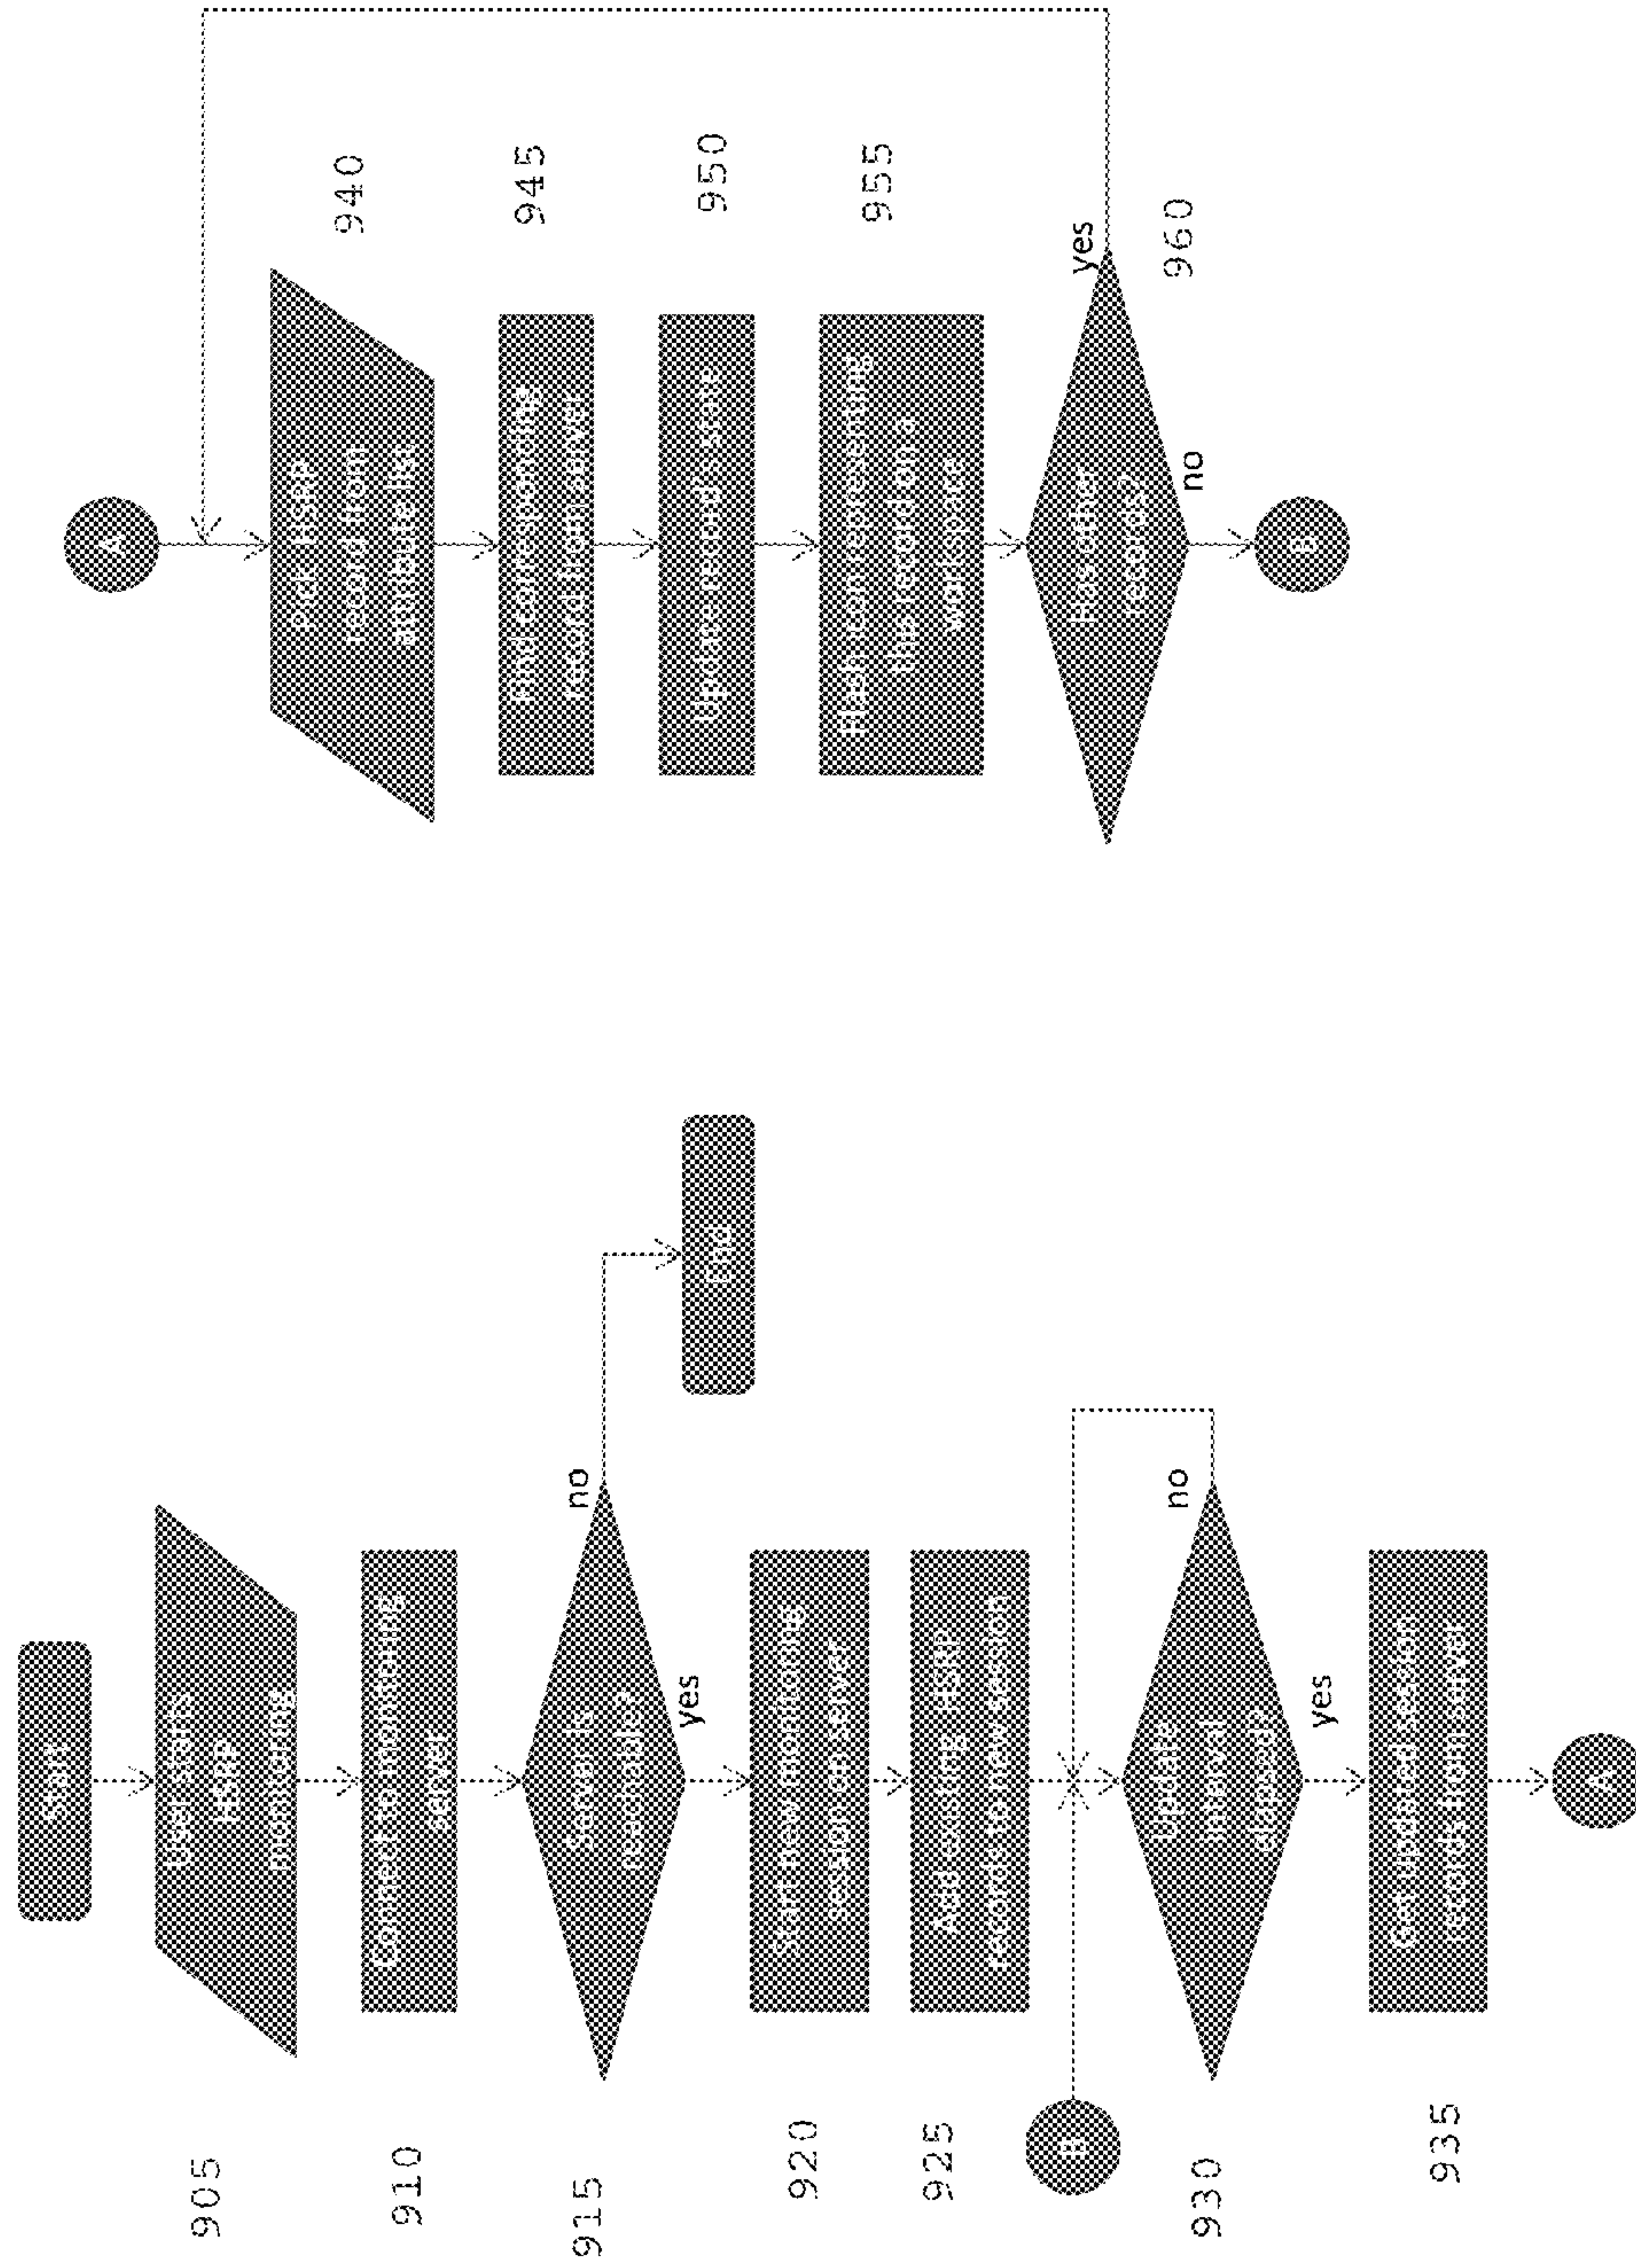 Start
User starts
HSRP
monitoring
905
Connect to monitoring
server
910
Server is
reachable?
915
no
End
yes
Start new monitoring
session on server
920
Add existing HSRP
records to new session
925
B
Update
interval
elapsed?
930
no
yes
Get updated session
records from server
935
A
A
Pick HSRP
record from
attribute list
940
Find corresponding
record from server
945
Update record's state
950
Flash icon representing
this record on a
workspace
955
Has other
records?
yes
960
no
B